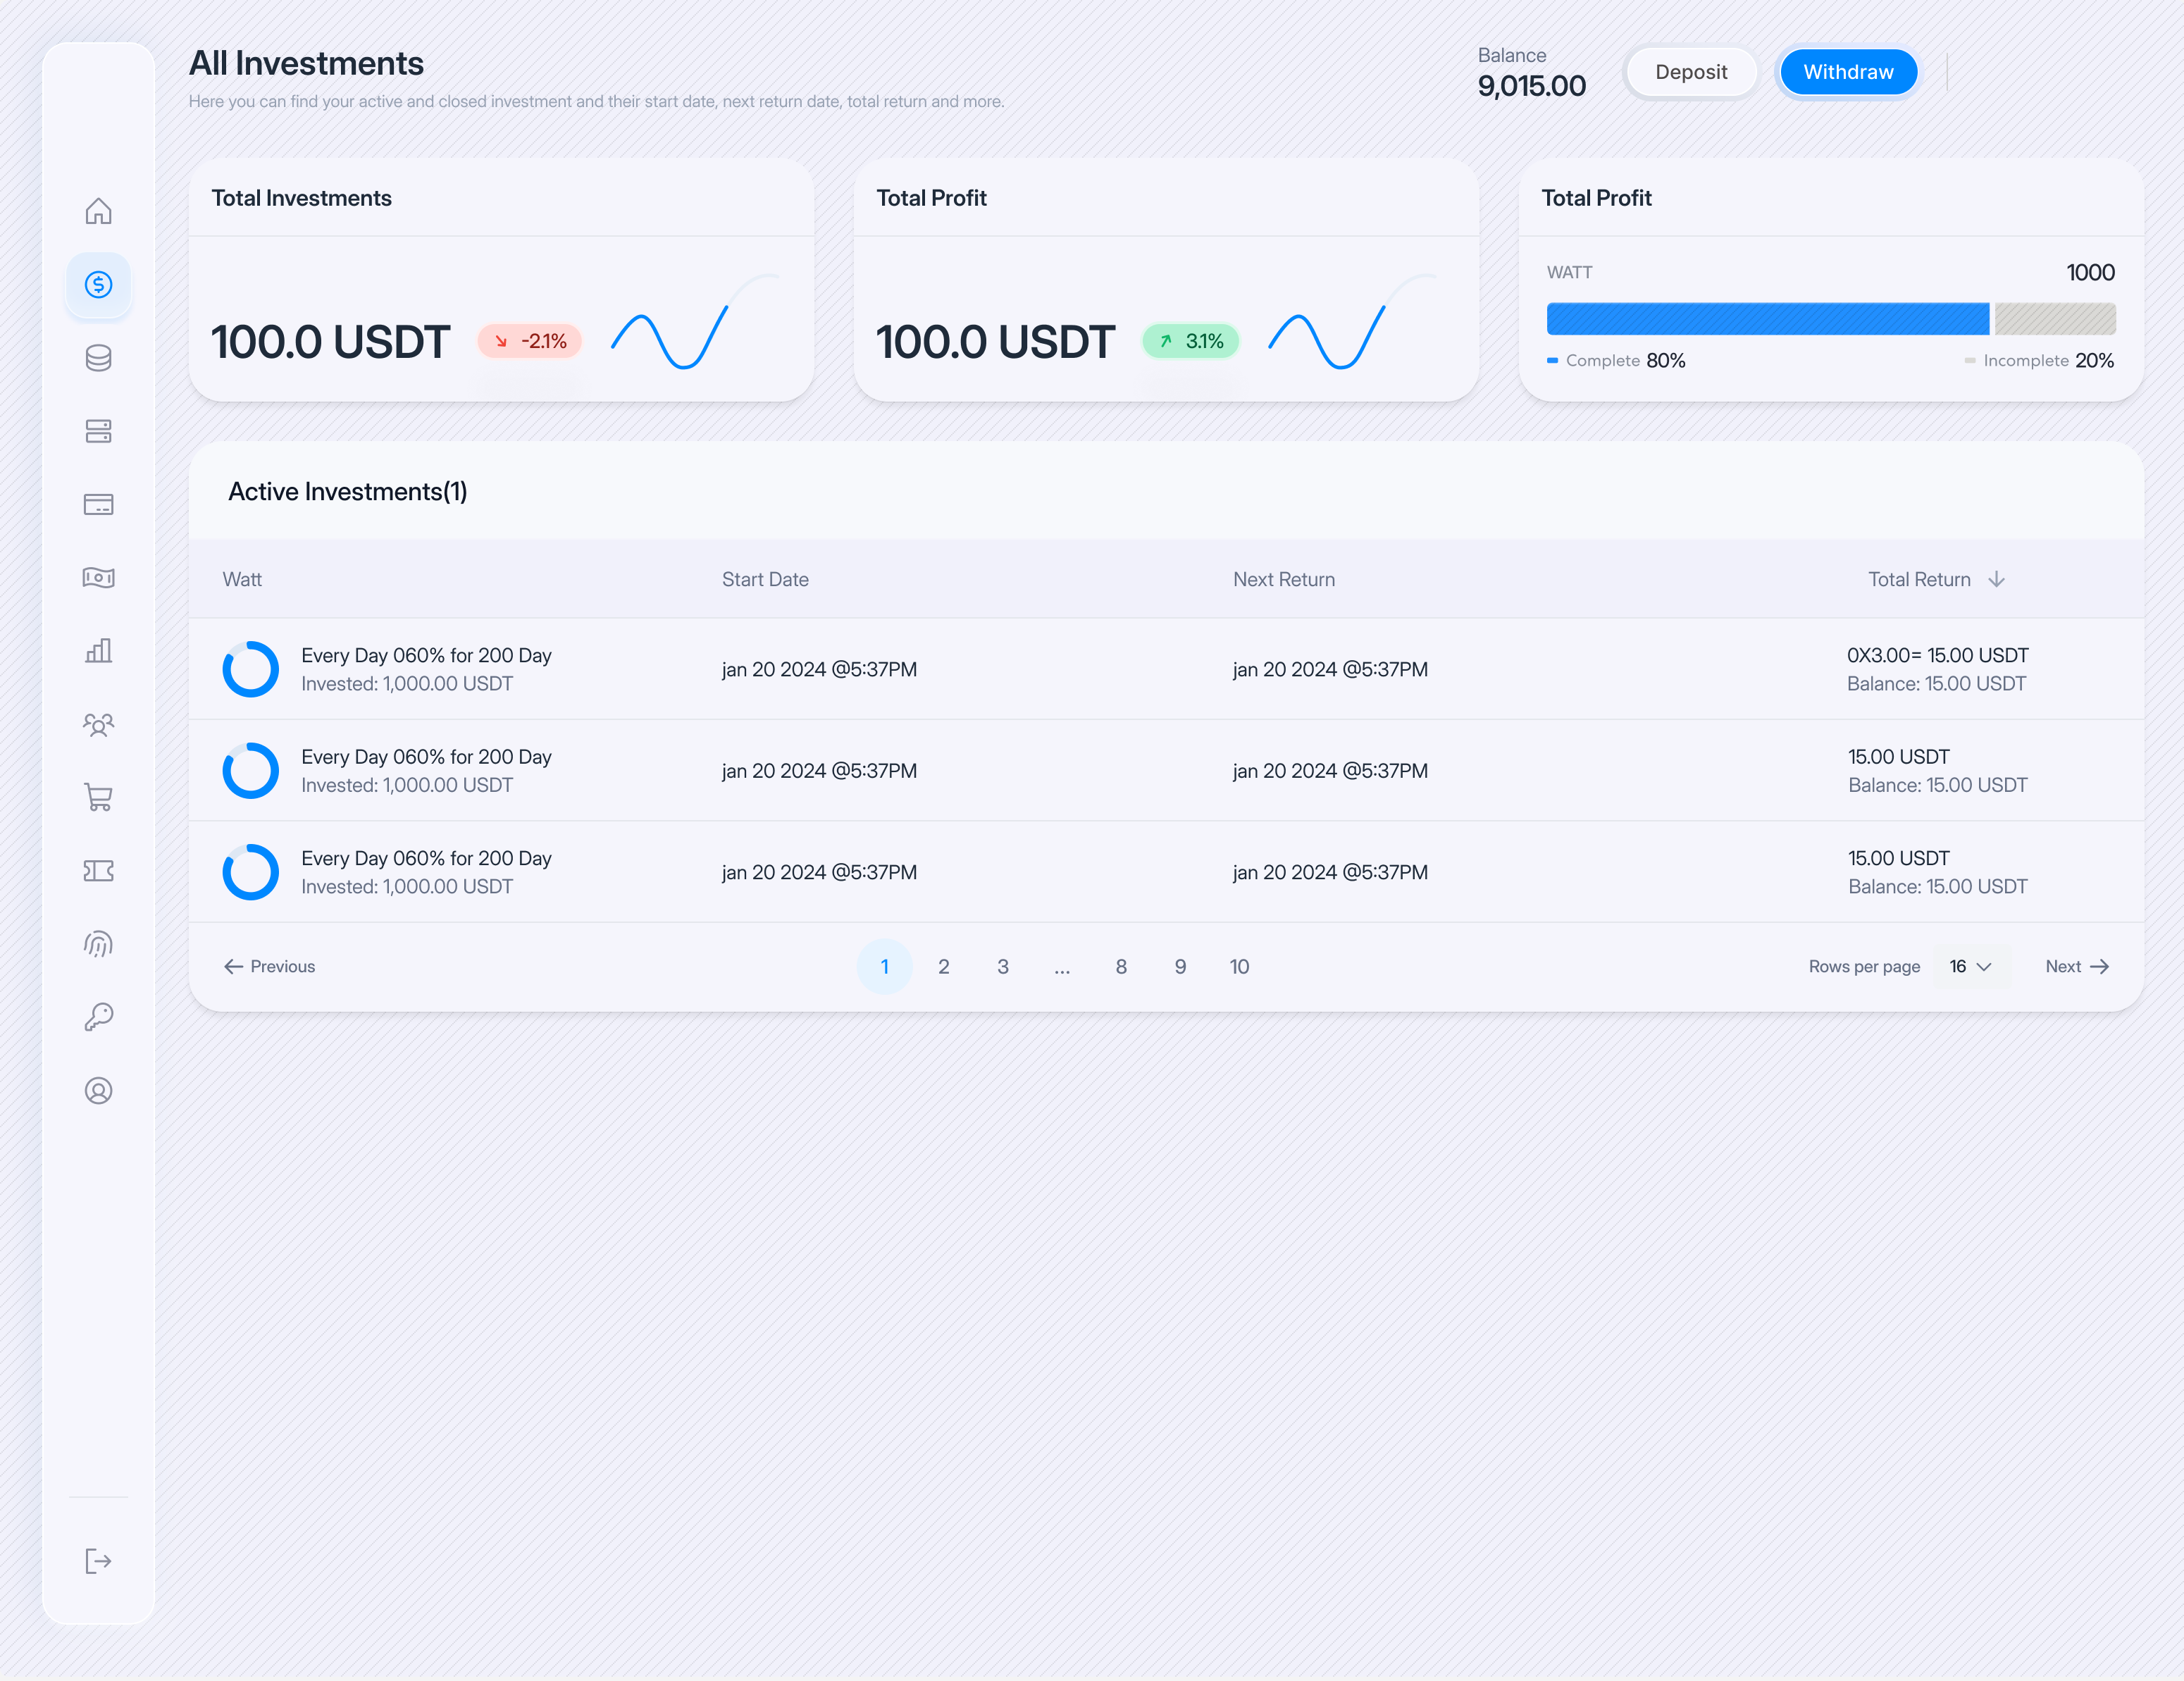 All Investments
Here you can find your active and closed investment and their start date, next return date, total return and more.
Balance
9,015.00
Deposit
Withdraw
Total Investments
100.0 USDT
-2.1%
Total Profit
100.0 USDT
3.1%
Total Profit
WATT
1000
Complete 80%
Incomplete 20%
Active Investments(1)
Watt
Start Date
Next Return
Total Return
Every Day 060% for 200 Day
Invested: 1,000.00 USDT
jan 20 2024 @5:37PM
jan 20 2024 @5:37PM
0X3.00= 15.00 USDT
Balance: 15.00 USDT
Every Day 060% for 200 Day
Invested: 1,000.00 USDT
jan 20 2024 @5:37PM
jan 20 2024 @5:37PM
15.00 USDT
Balance: 15.00 USDT
Every Day 060% for 200 Day
Invested: 1,000.00 USDT
jan 20 2024 @5:37PM
jan 20 2024 @5:37PM
15.00 USDT
Balance: 15.00 USDT
Previous
1 2 3 ... 8 9 10
Rows per page 16
Next